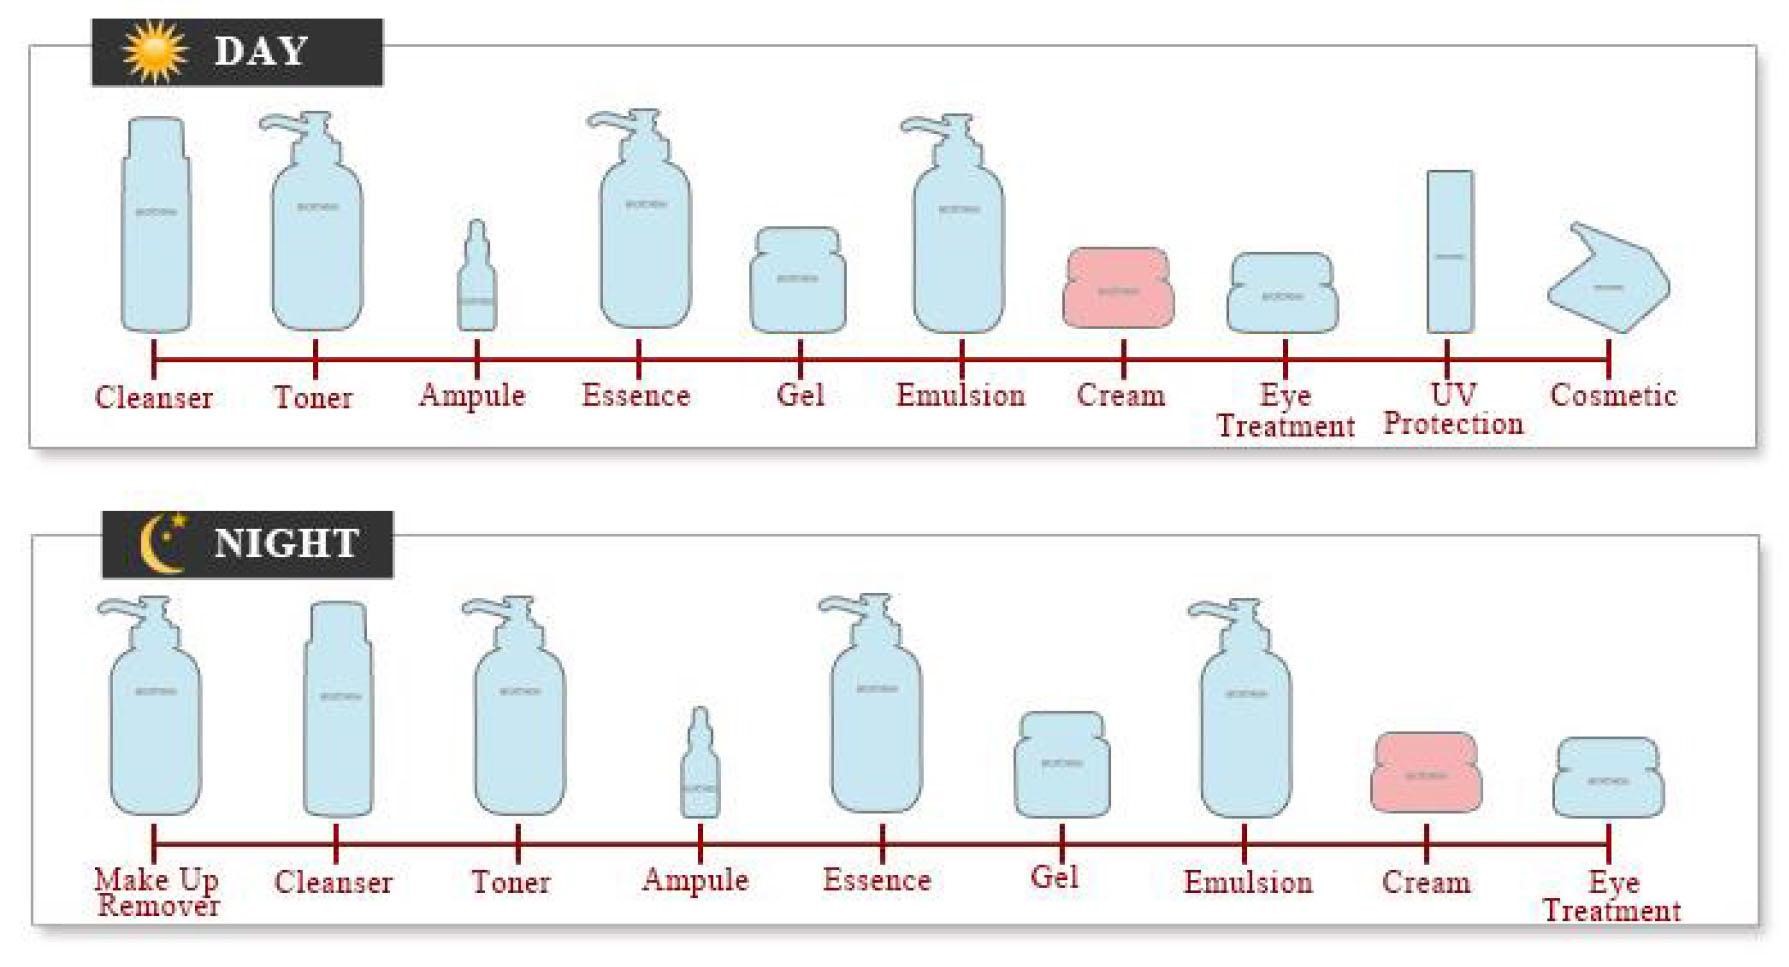 DAY
Cleanser
Toner
Ampule
Essence
Gel
Emulsion
Cream
Eye
Treatment
UV
Protection
Cosmetic
NIGHT
Make Up
Remover
Cleanser
Toner
Ampule
Essence
Gel
Emulsion
Cream
Eye
Treatment